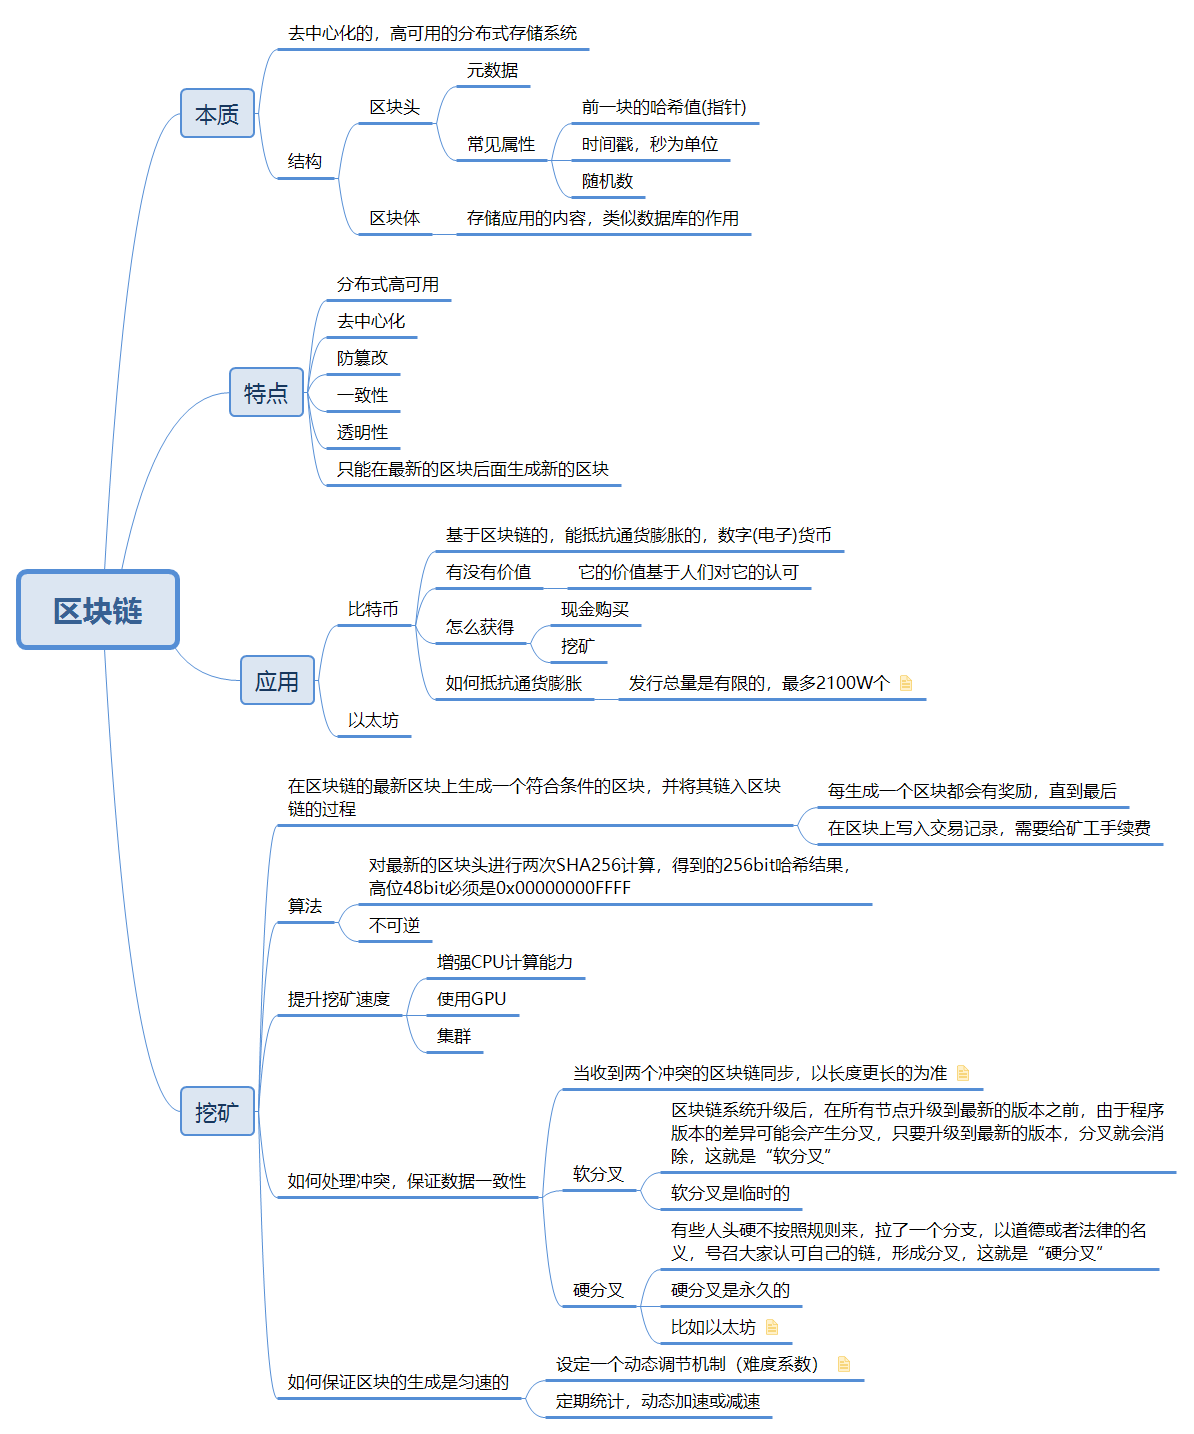 区块链
本质
去中心化的，高可用的分布式存储系统
结构
区块头
元数据
常见属性
前一块的哈希值(指针)
时间戳，秒为单位
随机数
区块体
存储应用的内容，类似数据库的作用
特点
分布式高可用
去中心化
防篡改
一致性
透明性
只能在最新的区块后面生成新的区块
应用
比特币
基于区块链的，能抵抗通货膨胀的，数字(电子)货币
有没有价值
它的价值基于人们对它的认可
怎么获得
现金购买
挖矿
如何抵抗通货膨胀
发行总量是有限的，最多2100W个
以太坊
挖矿
在区块链的最新区块上生成一个符合条件的区块，并将其链入区块
链的过程
每生成一个区块都会有奖励，直到最后
在区块上写入交易记录，需要给矿工手续费
算法
对最新的区块头进行两次SHA256计算，得到的256bit哈希结果，
高位48bit必须是0x00000000FFFF
不可逆
提升挖矿速度
增强CPU计算能力
使用GPU
集群
如何处理冲突，保证数据一致性
当收到两个冲突的区块链同步，以长度更长的为准
软分叉
区块链系统升级后，在所有节点升级到最新的版本之前，由于程序
版本的差异可能会产生分叉，只要升级到最新的版本，分叉就会消
除，这就是“软分叉”
软分叉是临时的
硬分叉
有些人头硬不按照规则来，拉了一个分支，以道德或者法律的名
义，号召大家认可自己的链，形成分叉，这就是“硬分叉”
硬分叉是永久的
比如以太坊
如何保证区块的生成是匀速的
设定一个动态调节机制（难度系数）
定期统计，动态加速或减速